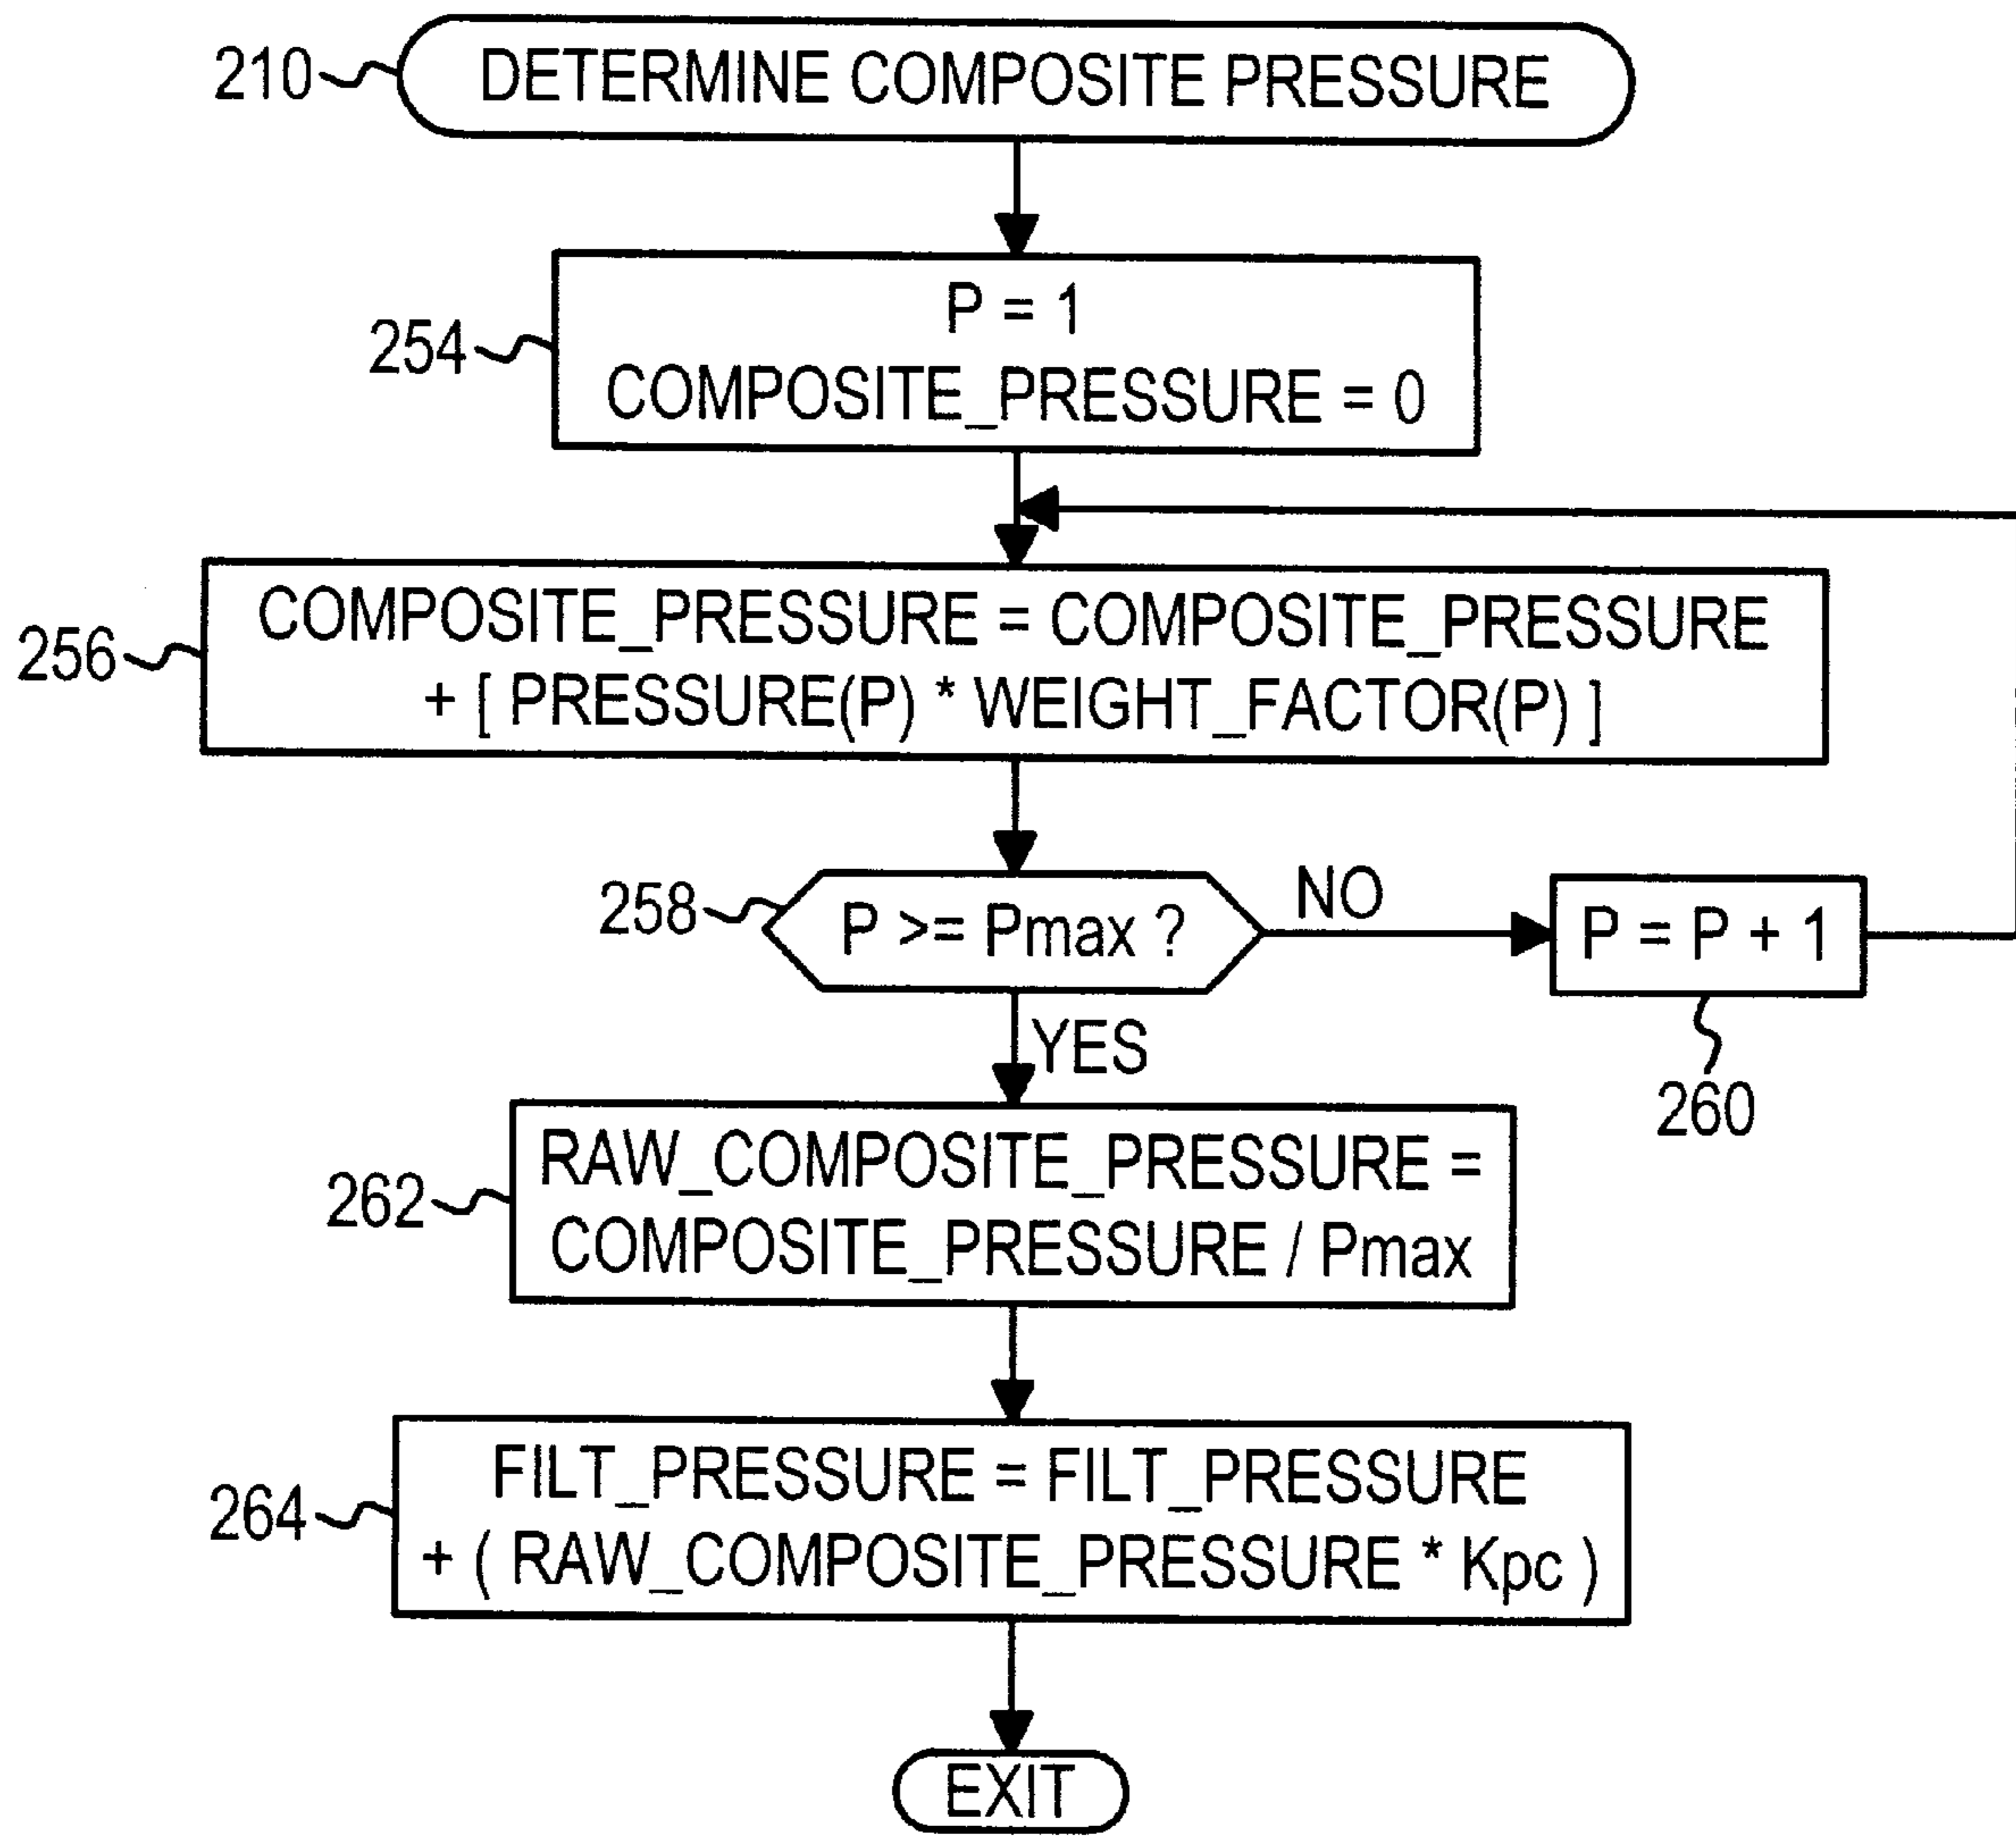 210
DETERMINE COMPOSITE PRESSURE
254
P = 1
COMPOSITE_PRESSURE = 0
256
COMPOSITE_PRESSURE = COMPOSITE_PRESSURE
+ [ PRESSURE(P) * WEIGHT_FACTOR(P) ]
258
P >= Pmax ?
NO
P = P + 1
260
YES
262
RAW_COMPOSITE_PRESSURE =
COMPOSITE_PRESSURE / Pmax
264
FILT_PRESSURE = FILT_PRESSURE
+ ( RAW_COMPOSITE_PRESSURE * Kpc )
EXIT